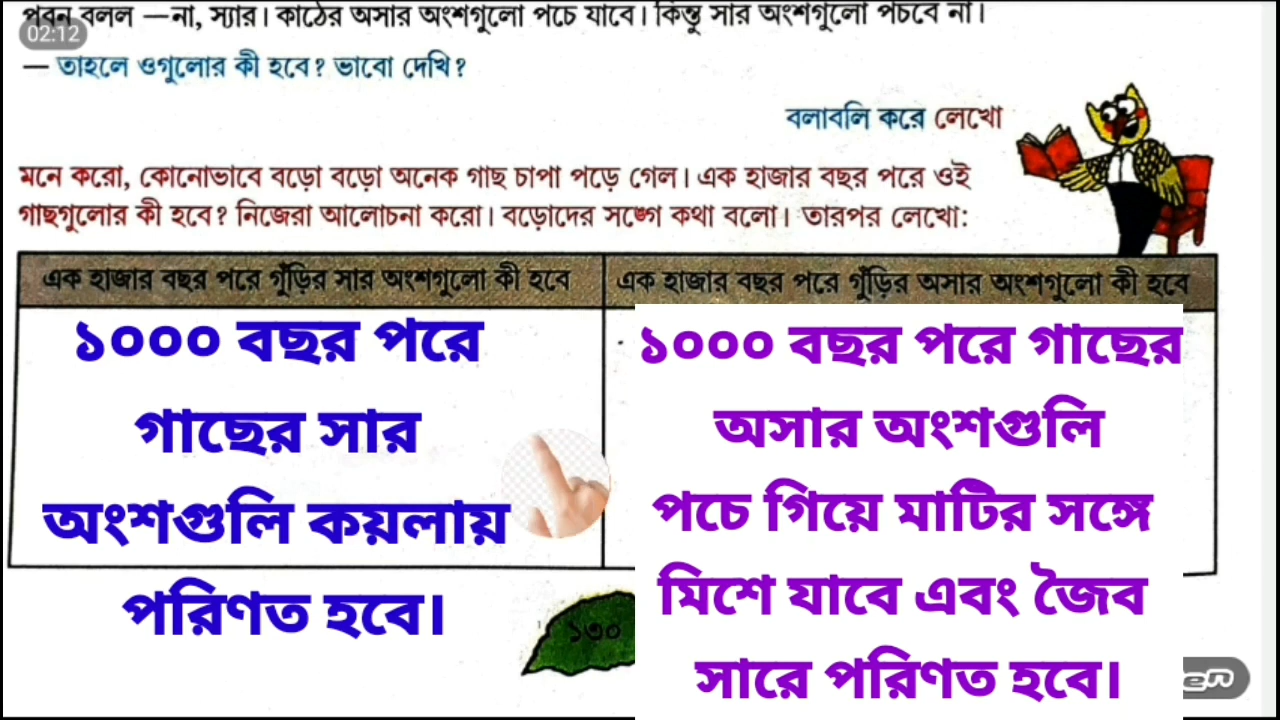 পবন বলল —না, স্যার। কাঠের অসার অংশগুলো পচে যাবে। কিন্তু সার অংশগুলো পচবে না।
02:12
— তাহলে ওগুলোর কী হবে? ভাবো দেখি?
বলাবলি করে লেখো
মনে করো, কোনোভাবে বড়ো বড়ো অনেক গাছ চাপা পড়ে গেল। এক হাজার বছর পরে ওই
গাছগুলোর কী হবে? নিজেরা আলোচনা করো। বড়োদের সঙ্গে কথা বলো। তারপর লেখো:
এক হাজার বছর পরে গুঁড়ির সার অংশগুলো কী হবে
১০০০ বছর পরে
গাছের সার
অংশগুলি কয়লায়
পরিণত হবে।
এক হাজার বছর পরে গুঁড়ির অসার অংশগুলো কী হবে
১০০০ বছর পরে গাছের
অসার অংশগুলি
পচে গিয়ে মাটির সঙ্গে
মিশে যাবে এবং জৈব
সারে পরিণত হবে।
১৩০